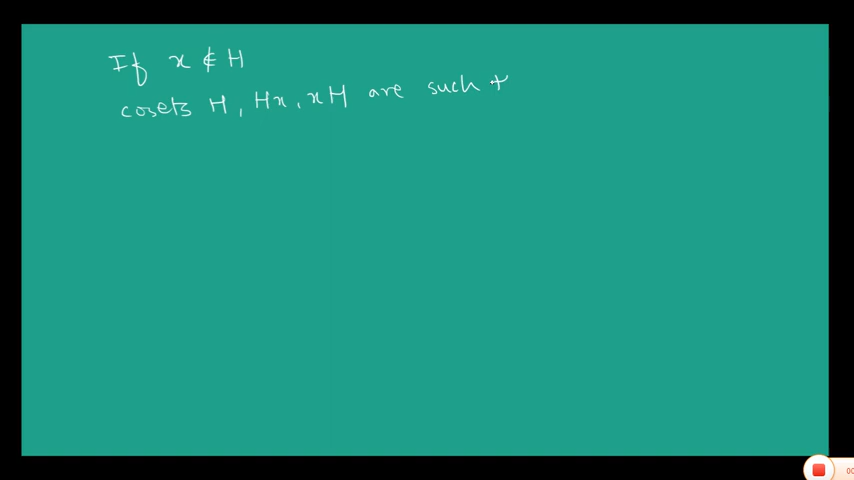 If x ∉ H
cosets H, Hx, xH are such t